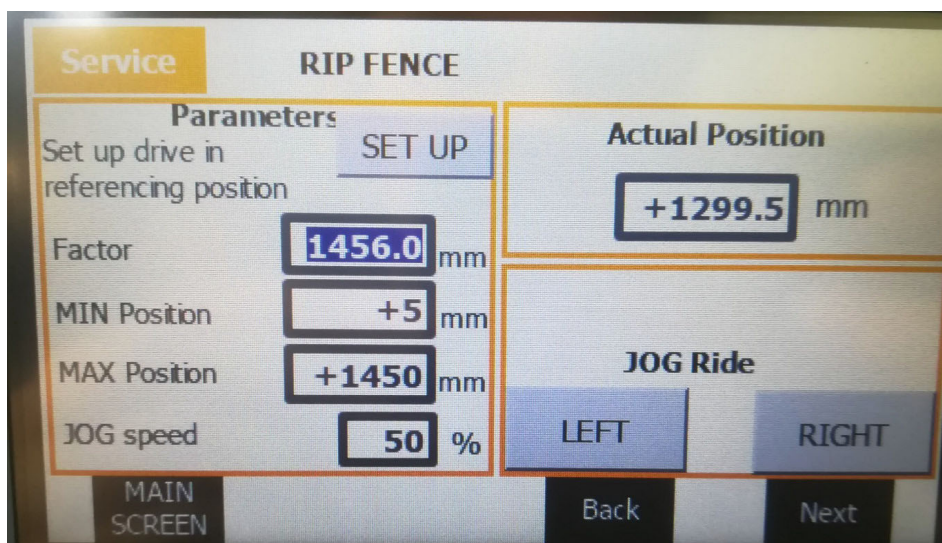 Service
RIP FENCE
Parameters
Set up drive in
referencing position
SET UP
Factor
1456.0 mm
MIN Position
+5 mm
MAX Position
+1450 mm
JOG speed
50 %
Actual Position
+1299.5 mm
JOG Ride
LEFT
RIGHT
MAIN
SCREEN
Back
Next